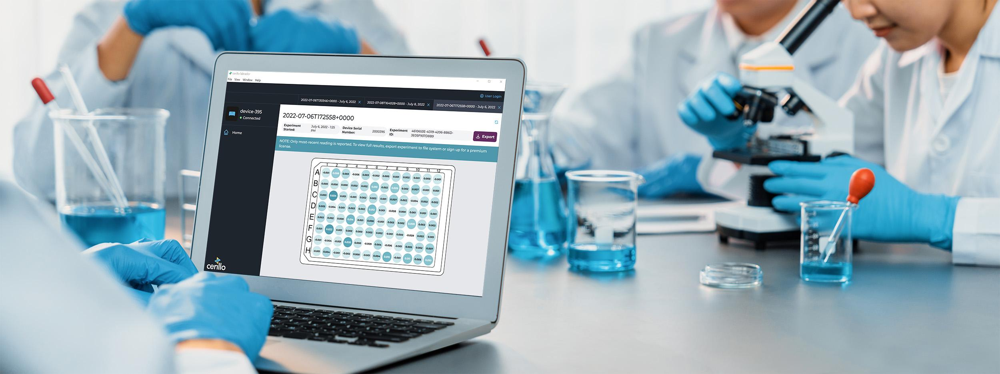 cerillo labrador
File View Window Help
User Login
2022-07-06T130346+0000 - July 6, 2022 X
2022-07-08T164028+0000 - July 8, 2022 X
2022-07-06T172558+0000 - July 6, 2022 X
device-395
Connected
Home
2022-07-06T172558+0000
Experiment
Started:
July 6, 2022 - 1:25
PM
Device Serial
Number:
2000395
Experiment
ID:
4610653E-4D19-4206-8B6D-
3E05F937D8B9
Export
NOTE: Only most-recent reading is reported. To view full results, export experiment to file system or sign up for a premium
license.
1 2 3 4 5 6 7 8 9 10 11 12
A -0.001 0.008 0.003 -0.006 0.003 -0.002 0.000 0.001 0.002 0.001 0.000 -0.001
B 0.000 0.000 0.000 0.002 0.002 0.010 0.002 0.009 0.002 0.007 -0.001 0.001
C 0.003 0.024 0.001 -0.001 0.002 0.003 0.001 0.007 0.002 -0.004 0.002 0.002
D 0.005 -0.004 0.001 0.003 0.002 0.012 0.001 -0.008 0.000 0.001 0.001 0.001
E 0.003 0.002 0.000 0.014 0.001 0.006 -0.001 0.003 0.002 0.009 0.002 0.003
F 0.001 0.022 0.001 0.002 0.000 0.003 0.002 -0.001 0.000 -0.009 0.003 0.001
G -0.001 -0.004 -0.001 0.020 0.000 -0.009 0.004 -0.006 -0.001 0.005 0.002 0.007
H -0.001 0.004 -0.001 -0.002 0.000 -0.001 0.004 0.015 -0.001 0.011 0.005 0.010
cerillo